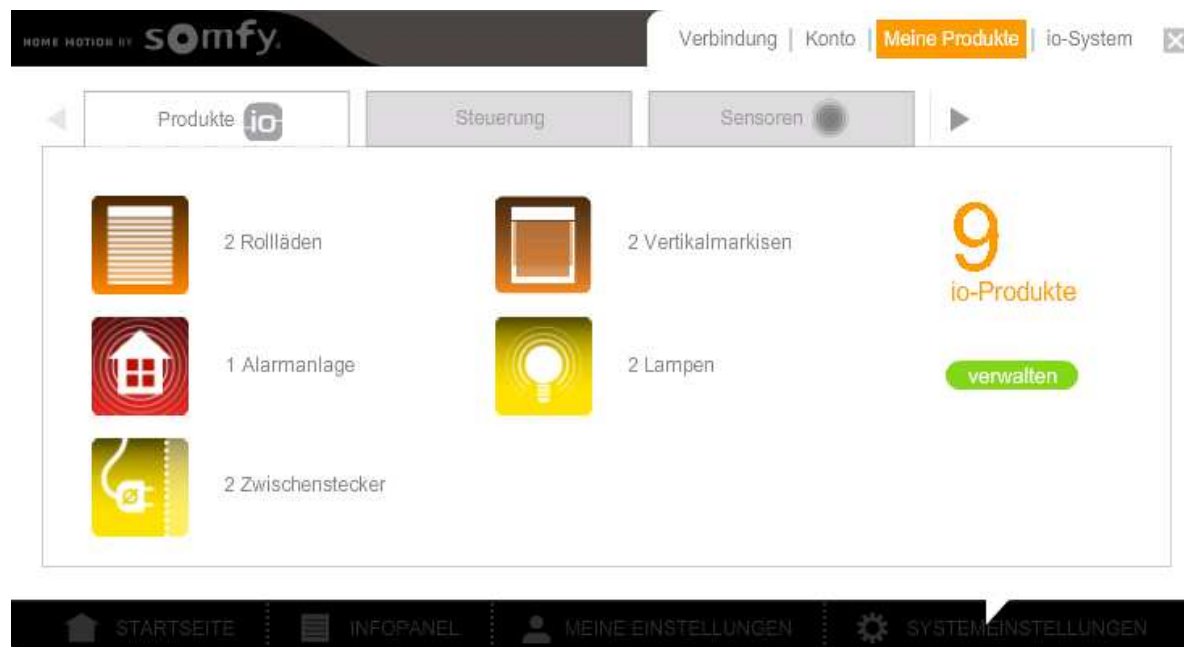 HOME MOTION BY somfy.
Verbindung | Konto | Meine Produkte | io-System
Produkte io
Steuerung
Sensoren
2 Rollläden
2 Vertikalmarkisen
9
io-Produkte
1 Alarmanlage
2 Lampen
verwalten
2 Zwischenstecker
STARTSEITE
INFOPANEL
MEINE EINSTELLUNGEN
SYSTEMEINSTELLUNGEN